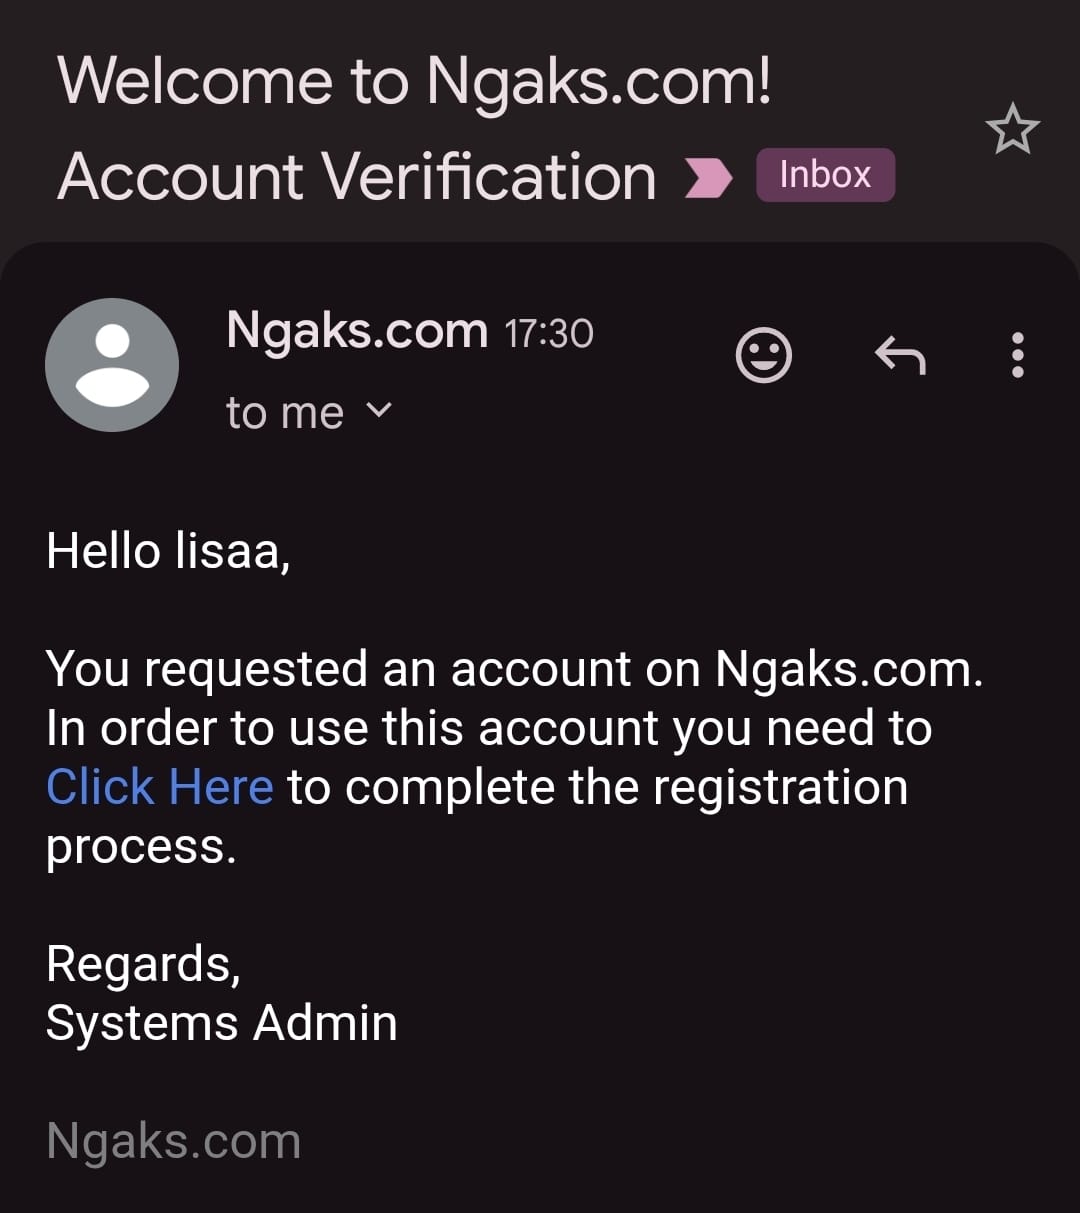 Welcome to Ngaks.com!
Account Verification Inbox
Ngaks.com 17:30
to me
Hello lisaa,
You requested an account on Ngaks.com.
In order to use this account you need to
Click Here to complete the registration
process.
Regards,
Systems Admin
Ngaks.com